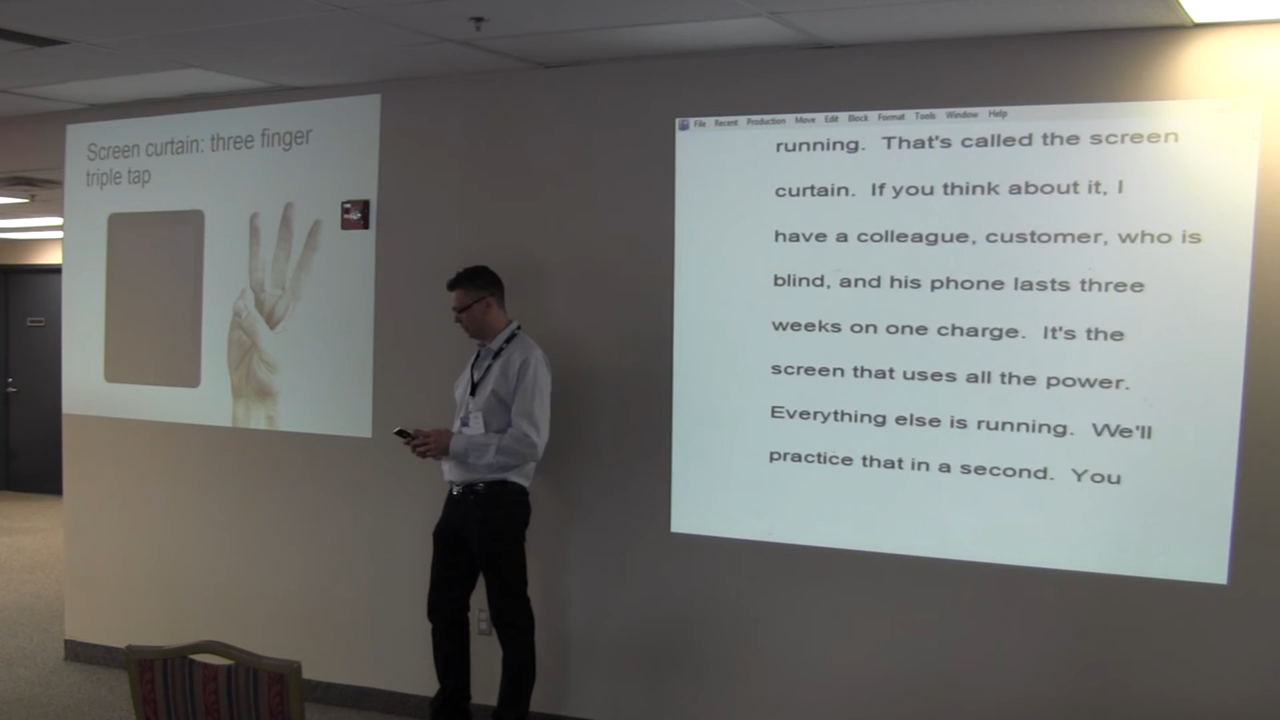 Screen curtain: three finger
triple tap
File Recent Production Move Edit Block Format Tools Window Help
running. That's called the screen
curtain. If you think about it, I
have a colleague, customer, who is
blind, and his phone lasts three
weeks on one charge. It's the
screen that uses all the power.
Everything else is running. We'll
practice that in a second. You